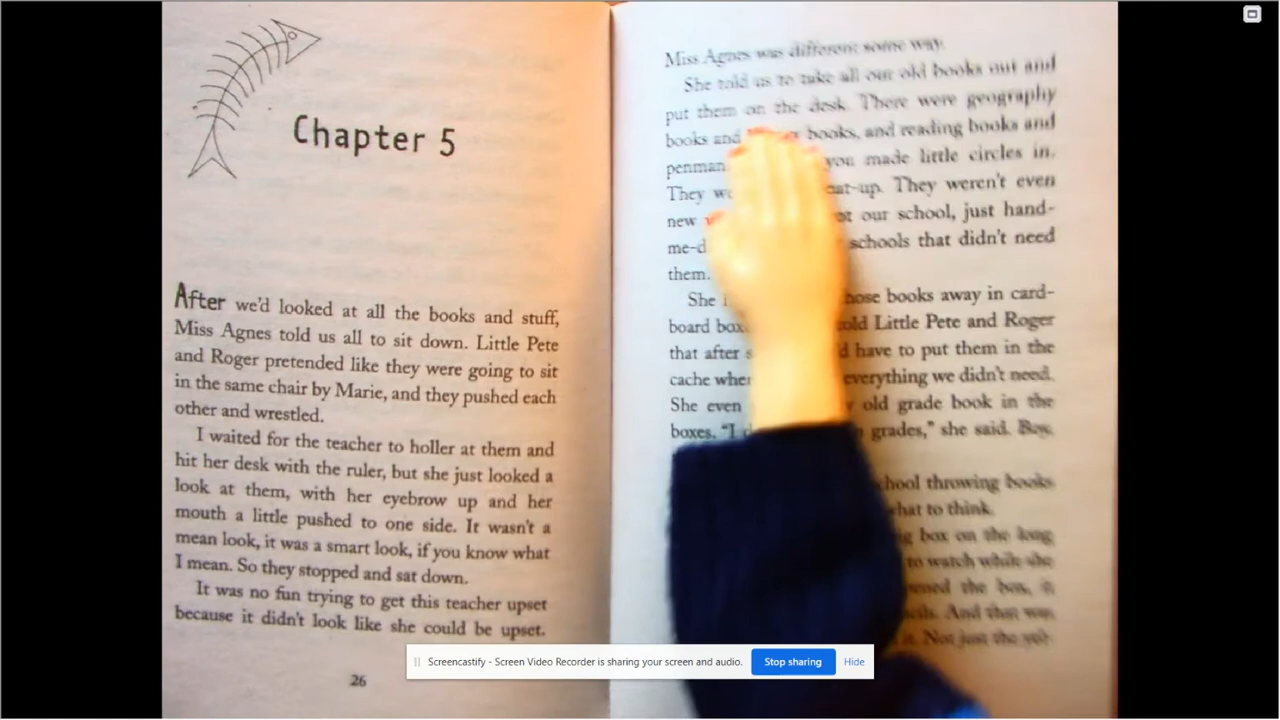 Chapter 5
After we'd looked at all the books and stuff,
Miss Agnes told us all to sit down. Little Pete
and Roger pretended like they were going to sit
in the same chair by Marie, and they pushed each
other and wrestled.
I waited for the teacher to holler at them and
hit her desk with the ruler, but she just looked a
look at them, with her eyebrow up and her
mouth a little pushed to one side. It wasn't a
mean look, it was a smart look, if you know what
I mean. So they stopped and sat down.
It was no fun trying to get this teacher upset
because it didn't look like she could be upset.
26
Miss Agnes was different some way.
She told us to take all our old books out and
put them on the desk. There were geography
books and books, and reading books and
you made little circles in.
They They weren't even
new our school, just hand-
schools that didn't need
them.
She books away in card-
board told Little Pete and Roger
that after have to put them in the
cache everything we didn't need.
She even old grade book in the
boxes. grades," she said. Boy,
throwing books
think.
box on the long
to watch while she
the box, it
And that was
it. Not just the
Screencastify - Screen Video Recorder is sharing your screen and audio.
Stop sharing
Hide